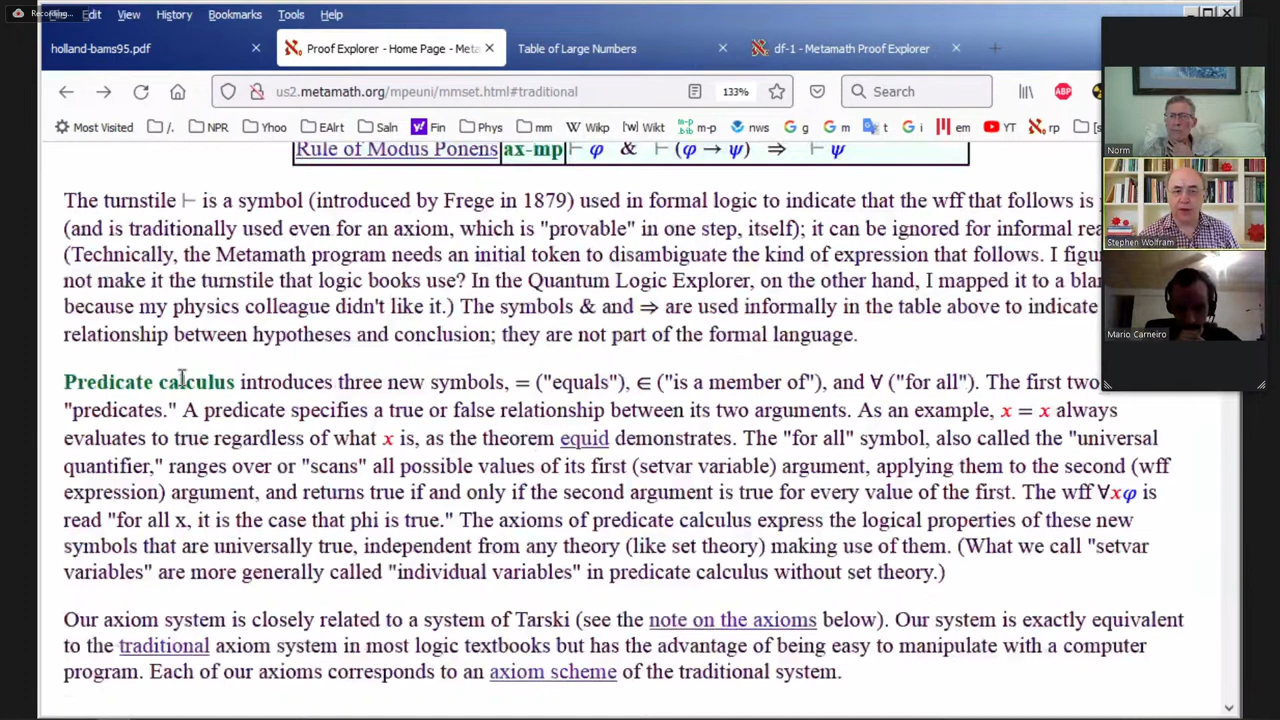 Recording...
Edit View History Bookmarks Tools Help
holland-bams95.pdf × Proof Explorer - Home Page - Meta × Table of Large Numbers × df-1 - Metamath Proof Explorer × +
us2.metamath.org/mpeuni/mmset.html#traditional 133% Search ABP
Most Visited /. NPR Yhoo EAlrt Saln Fin Phys mm Wikp Wikt m-p nws g m t i em YT rp
Rule of Modus Ponens ax-mp ⊢ φ & ⊢ (φ → ψ) ⇒ ⊢ ψ
The turnstile ⊢ is a symbol (introduced by Frege in 1879) used in formal logic to indicate that the wff that follows is
(and is traditionally used even for an axiom, which is "provable" in one step, itself); it can be ignored for informal rea
(Technically, the Metamath program needs an initial token to disambiguate the kind of expression that follows. I figu
not make it the turnstile that logic books use? In the Quantum Logic Explorer, on the other hand, I mapped it to a bla
because my physics colleague didn't like it.) The symbols & and ⇒ are used informally in the table above to indicate
relationship between hypotheses and conclusion; they are not part of the formal language.
Predicate calculus introduces three new symbols, = ("equals"), ∈ ("is a member of"), and ∀ ("for all"). The first two
"predicates." A predicate specifies a true or false relationship between its two arguments. As an example, x = x always
evaluates to true regardless of what x is, as the theorem equid demonstrates. The "for all" symbol, also called the "universal
quantifier," ranges over or "scans" all possible values of its first (setvar variable) argument, applying them to the second (wff
expression) argument, and returns true if and only if the second argument is true for every value of the first. The wff ∀xφ is
read "for all x, it is the case that phi is true." The axioms of predicate calculus express the logical properties of these new
symbols that are universally true, independent from any theory (like set theory) making use of them. (What we call "setvar
variables" are more generally called "individual variables" in predicate calculus without set theory.)
Our axiom system is closely related to a system of Tarski (see the note on the axioms below). Our system is exactly equivalent
to the traditional axiom system in most logic textbooks but has the advantage of being easy to manipulate with a computer
program. Each of our axioms corresponds to an axiom scheme of the traditional system.
Norm
Stephen Wolfram
Mario Carneiro